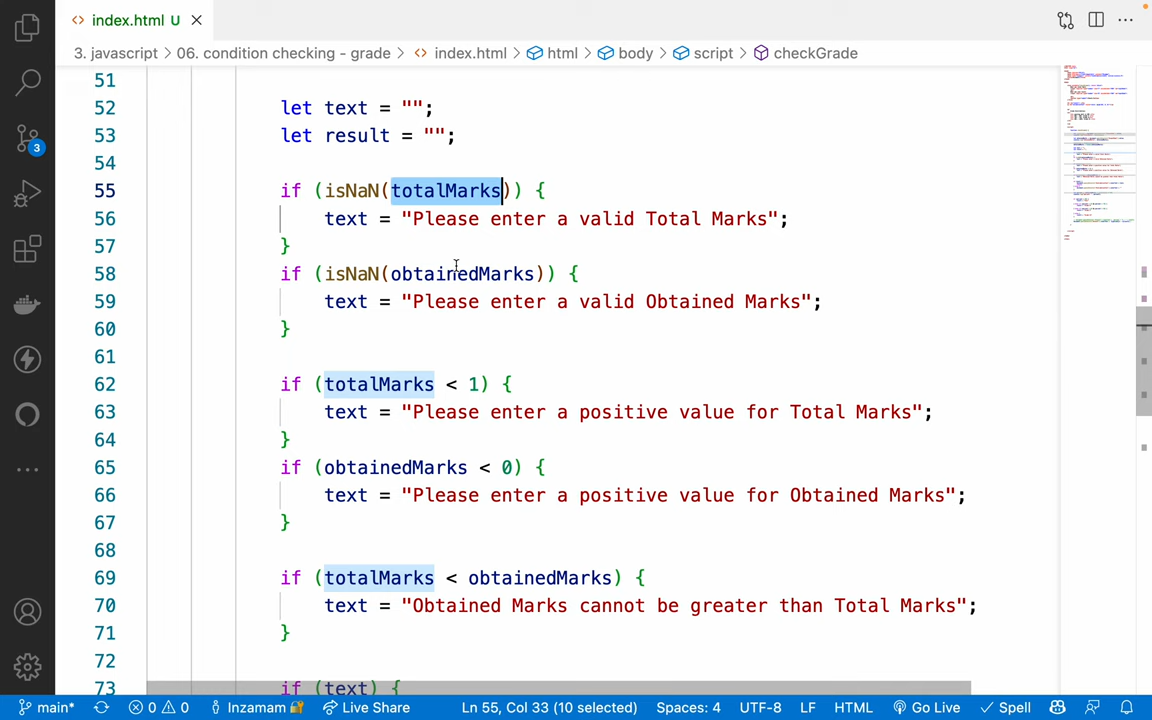 index.html U
3. javascript > 06. condition checking - grade > index.html > html > body > script > checkGrade
51
52 let text = "";
53 let result = "";
54
55 if (isNaN(totalMarks)) {
56 text = "Please enter a valid Total Marks";
57 }
58 if (isNaN(obtainedMarks)) {
59 text = "Please enter a valid Obtained Marks";
60 }
61
62 if (totalMarks < 1) {
63 text = "Please enter a positive value for Total Marks";
64 }
65 if (obtainedMarks < 0) {
66 text = "Please enter a positive value for Obtained Marks";
67 }
68
69 if (totalMarks < obtainedMarks) {
70 text = "Obtained Marks cannot be greater than Total Marks";
71 }
72
73 if (text) {
3
main* 0 0 Inzamam Live Share Ln 55, Col 33 (10 selected) Spaces: 4 UTF-8 LF HTML Go Live Spell